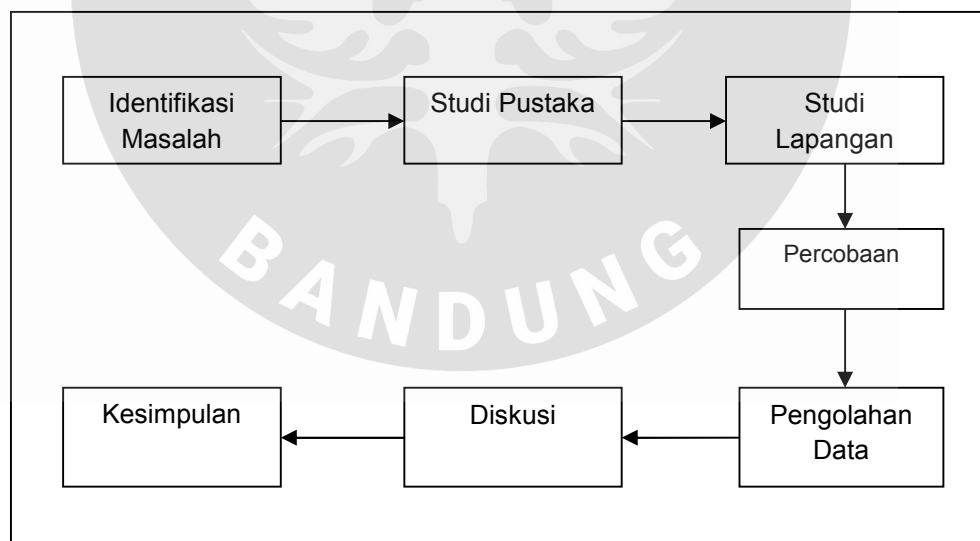 Identifikasi
Masalah
Studi Pustaka
Studi
Lapangan
Percobaan
Pengolahan
Data
Diskusi
Kesimpulan
BANDUNG